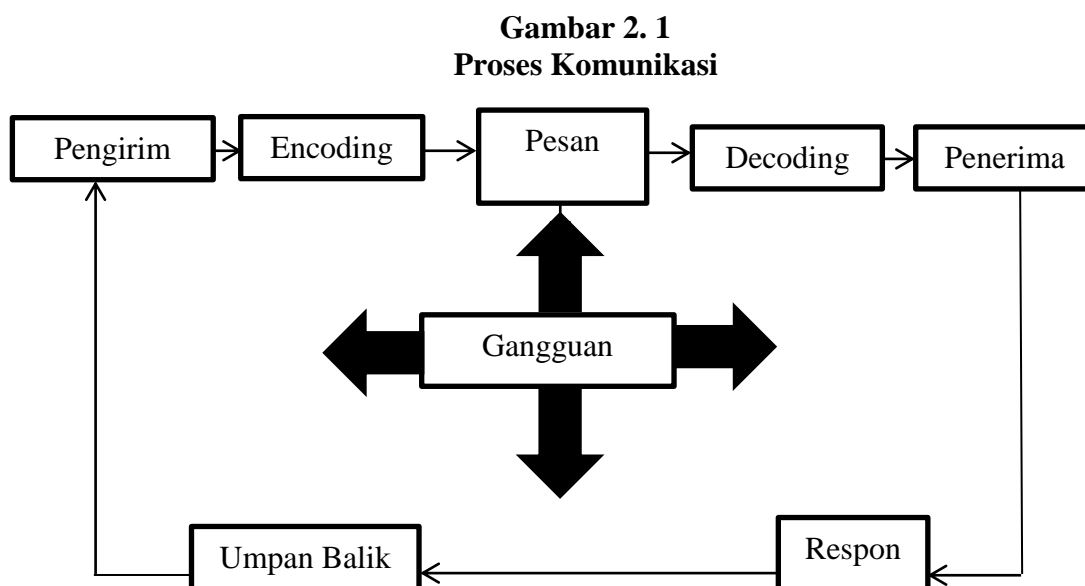 Gambar 2. 1
Proses Komunikasi
Pengirim
Encoding
Pesan
Decoding
Penerima
Gangguan
Umpan Balik
Respon